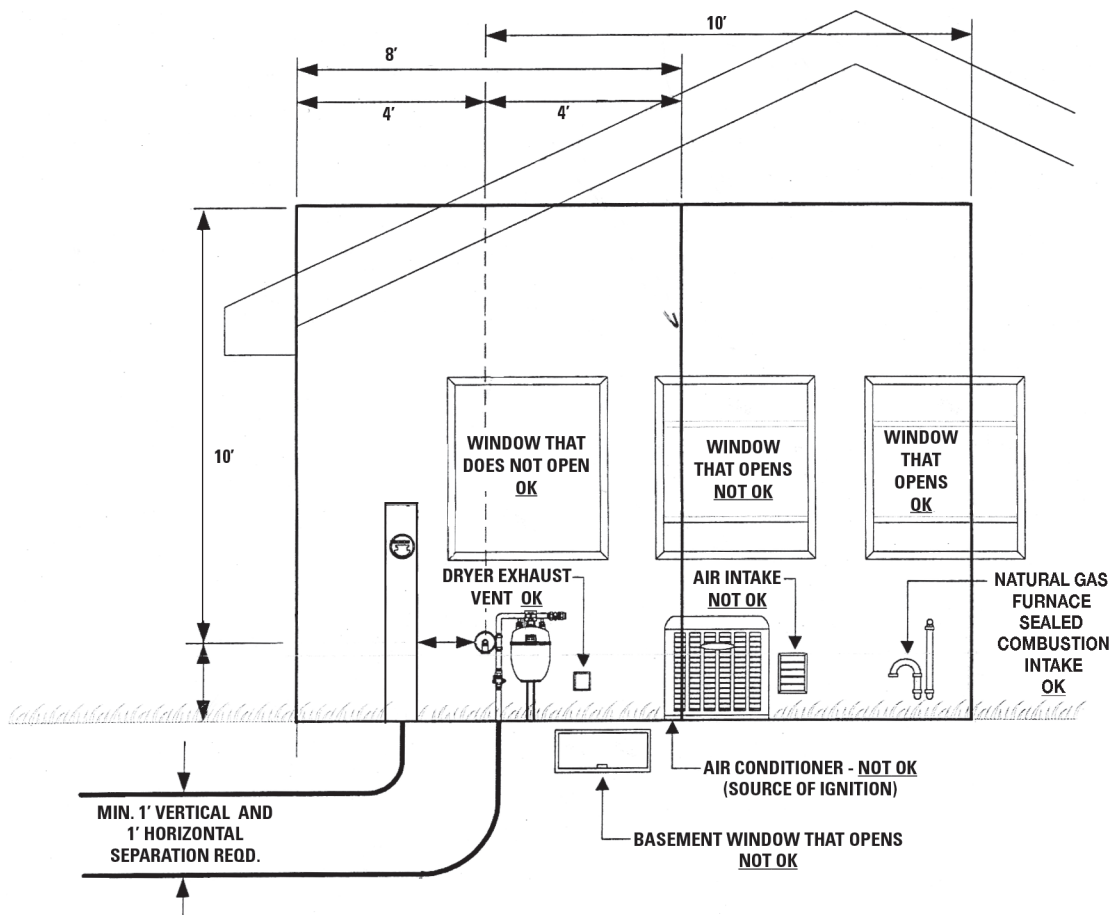 10′
8′
4′
4′
10′
WINDOW THAT
DOES NOT OPEN
OK
WINDOW
THAT OPENS
NOT OK
WINDOW
THAT
OPENS
OK
DRYER EXHAUST
VENT OK
AIR INTAKE
NOT OK
NATURAL GAS
FURNACE
SEALED
COMBUSTION
INTAKE
OK
AIR CONDITIONER - NOT OK
(SOURCE OF IGNITION)
MIN. 1′ VERTICAL AND
1′ HORIZONTAL
SEPARATION REQD.
BASEMENT WINDOW THAT OPENS
NOT OK